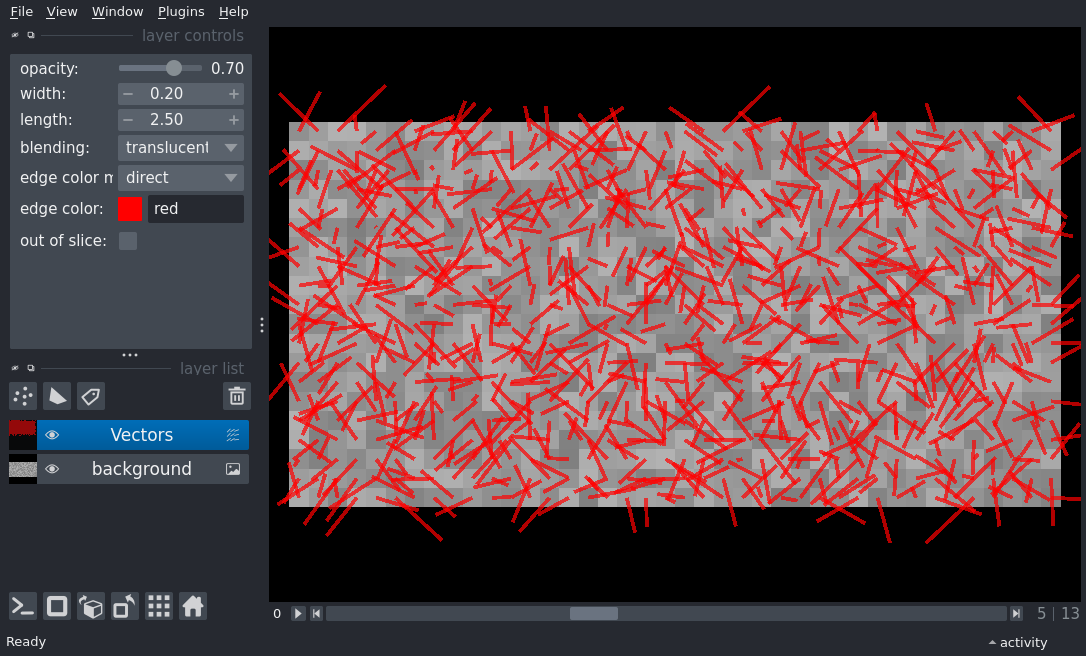 File View Window Plugins Help
layer controls
opacity: 0.70
width: 0.20
length: 2.50
blending: translucent
edge color m direct
edge color: red
out of slice:
layer list
Vectors
background
0 5 | 13
Ready activity